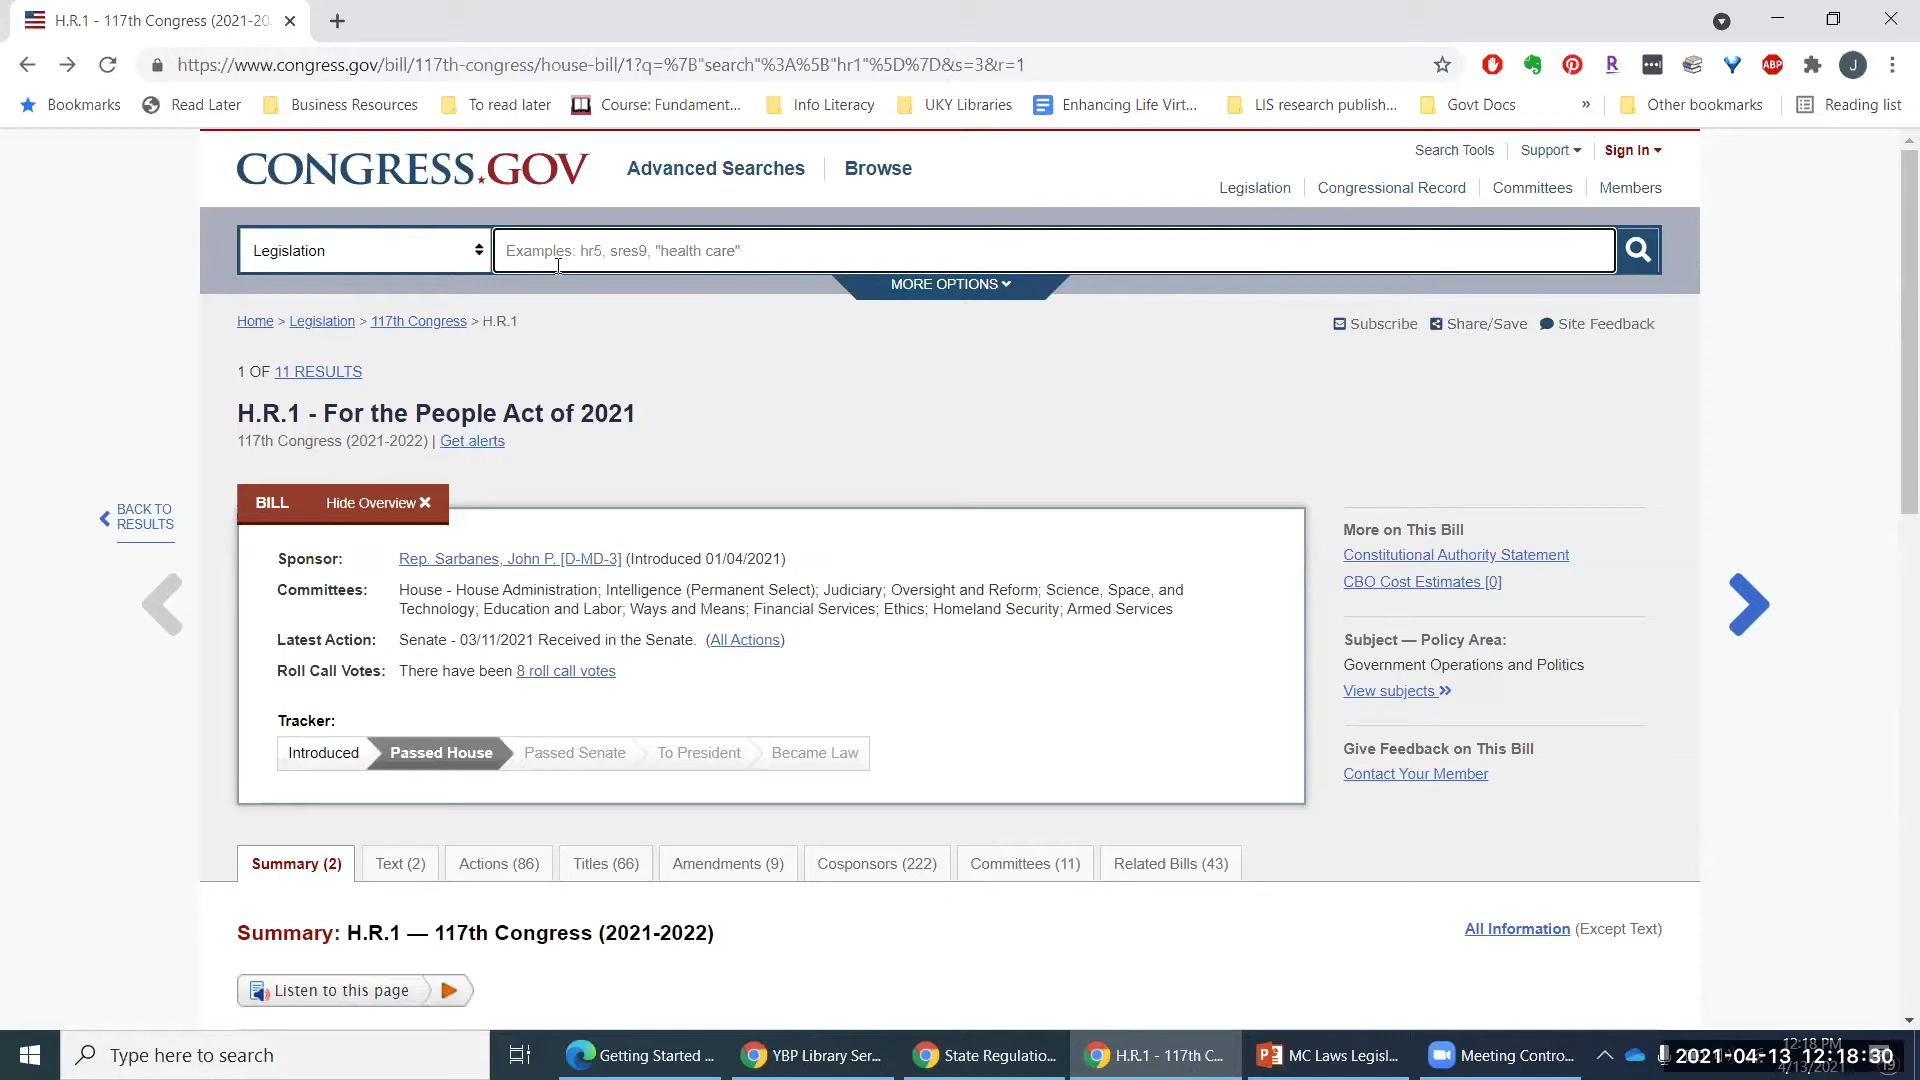 H.R.1 - 117th Congress (2021-20
https://www.congress.gov/bill/117th-congress/house-bill/1?q=%7B"search"%3A%5B"hr1"%5D%7D&s=3&r=1
Bookmarks Read Later Business Resources To read later Course: Fundament... Info Literacy UKY Libraries Enhancing Life Virt... LIS research publish... Govt Docs » Other bookmarks Reading list
CONGRESS.GOV Advanced Searches Browse
Search Tools Support Sign In
Legislation Congressional Record Committees Members
Legislation Examples: hr5, sres9, "health care"
MORE OPTIONS
Home > Legislation > 117th Congress > H.R.1
Subscribe Share/Save Site Feedback
1 OF 11 RESULTS
H.R.1 - For the People Act of 2021
117th Congress (2021-2022) | Get alerts
BACK TO
RESULTS
BILL Hide Overview
Sponsor: Rep. Sarbanes, John P. [D-MD-3] (Introduced 01/04/2021)
Committees: House - House Administration; Intelligence (Permanent Select); Judiciary; Oversight and Reform; Science, Space, and
Technology; Education and Labor; Ways and Means; Financial Services; Ethics; Homeland Security; Armed Services
Latest Action: Senate - 03/11/2021 Received in the Senate. (All Actions)
Roll Call Votes: There have been 8 roll call votes
Tracker:
Introduced Passed House Passed Senate To President Became Law
More on This Bill
Constitutional Authority Statement
CBO Cost Estimates [0]
Subject — Policy Area:
Government Operations and Politics
View subjects »
Give Feedback on This Bill
Contact Your Member
Summary (2) Text (2) Actions (86) Titles (66) Amendments (9) Cosponsors (222) Committees (11) Related Bills (43)
Summary: H.R.1 — 117th Congress (2021-2022)
All Information (Except Text)
Listen to this page
Type here to search Getting Started ... YBP Library Ser... State Regulatio... H.R.1 - 117th C... MC Laws Legisl... Meeting Contro...
12:18 PM
2021-04-13 12:18:30
4/13/2021